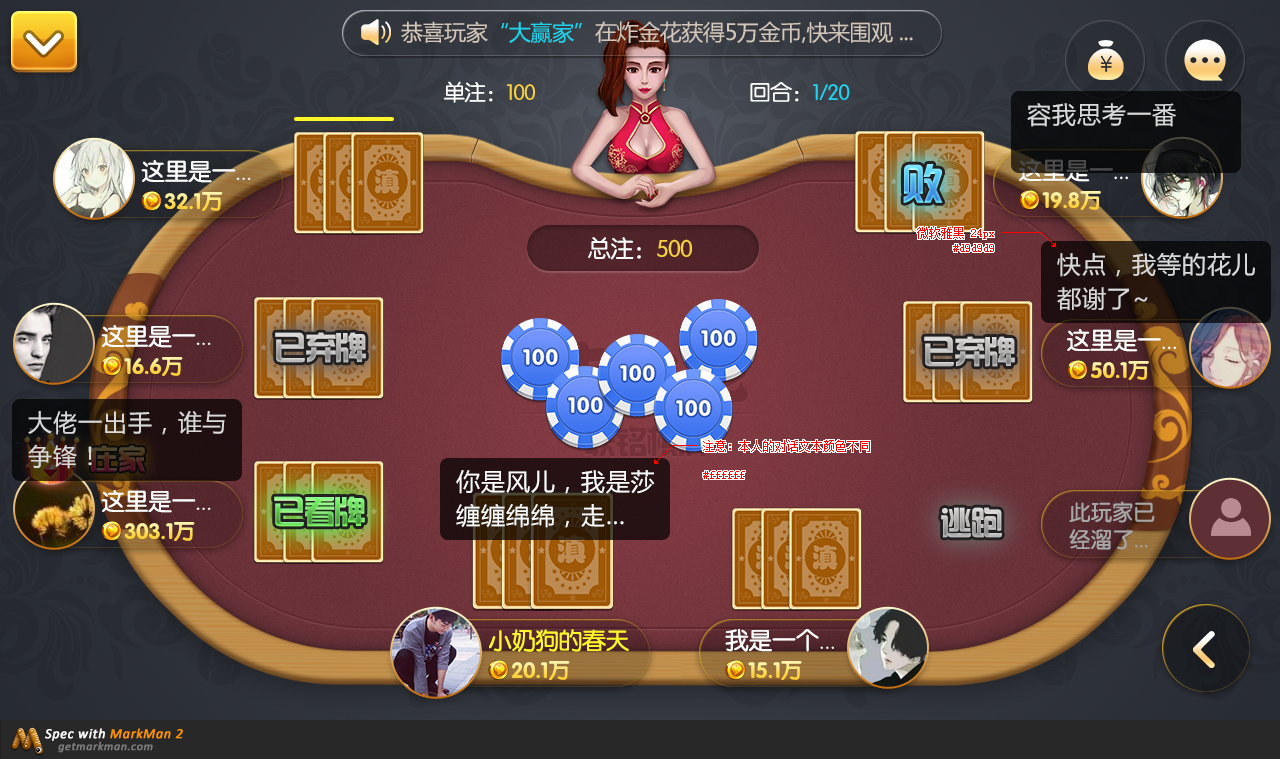 恭喜玩家“大赢家”在炸金花获得5万金币,快来围观 ...
¥
单注：100
回合：1/20
容我思考一番
这里是一...
32.1万
滇
败
这里是一...
19.8万
微软雅黑 24px
#d9d9d9
总注：500
快点，我等的花儿
都谢了~
这里是一...
16.6万
已弃牌
100
100
100
100
100
已弃牌
这里是一...
50.1万
大佬一出手，谁与
争锋！
庄家
注意：本人的对话文本颜色不同
#ffffff
你是风儿，我是莎
缠缠绵绵，走...
这里是一...
303.1万
已看牌
滇
滇
逃跑
此玩家已
经溜了...
小奶狗的春天
20.1万
我是一个...
15.1万
Spec with MarkMan 2
getmarkman.com